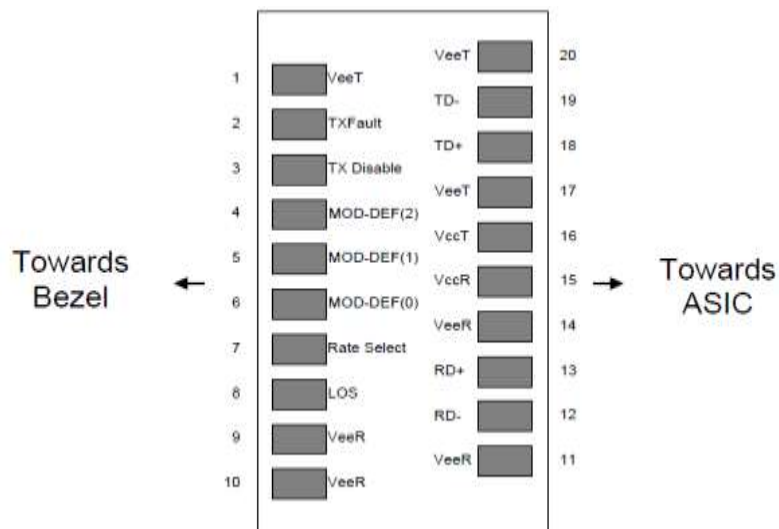 VeeT 20
1 VeeT
TD- 19
2 TXFault
TD+ 18
3 TX Disable
VeeT 17
4 MOD-DEF(2)
VccT 16
5 MOD-DEF(1)
Towards
Bezel
VccR 15
Towards
ASIC
6 MOD-DEF(0)
VeeR 14
7 Rate Select
RD+ 13
8 LOS
RD- 12
9 VeeR
VeeR 11
10 VeeR